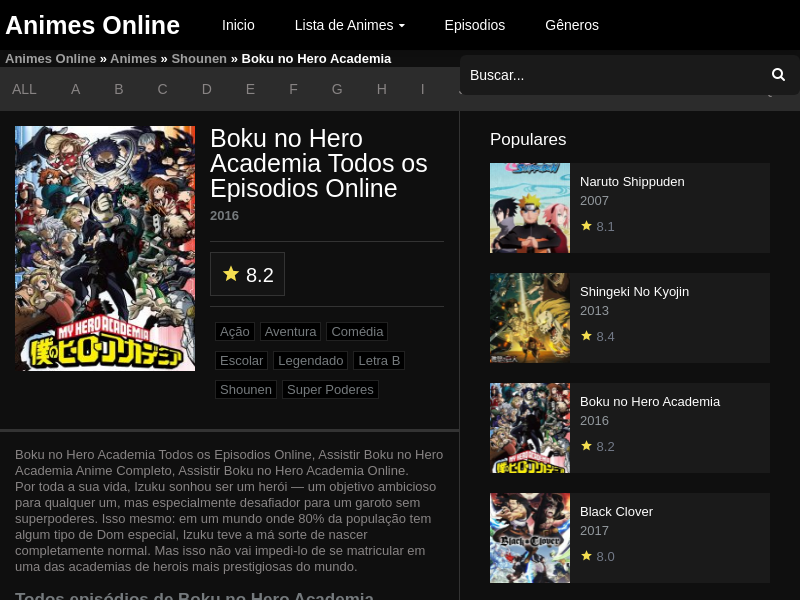 Animes Online
Inicio
Lista de Animes
Episodios
Gêneros
Animes Online » Animes » Shounen » Boku no Hero Academia
Buscar...
ALL A B C D E F G H I
Boku no Hero
Academia Todos os
Episodios Online
2016
8.2
Ação Aventura Comédia
Escolar Legendado Letra B
Shounen Super Poderes
MY HERO ACADEMIA
僕のヒーローアカデミア
Boku no Hero Academia Todos os Episodios Online, Assistir Boku no Hero
Academia Anime Completo, Assistir Boku no Hero Academia Online.
Por toda a sua vida, Izuku sonhou ser um herói — um objetivo ambicioso
para qualquer um, mas especialmente desafiador para um garoto sem
superpoderes. Isso mesmo: em um mundo onde 80% da população tem
algum tipo de Dom especial, Izuku teve a má sorte de nascer
completamente normal. Mas isso não vai impedi-lo de se matricular em
uma das academias de herois mais prestigiosas do mundo.
Todos episódios de Boku no Hero Academia
Populares
Naruto Shippuden
2007
8.1
Shingeki No Kyojin
2013
8.4
Boku no Hero Academia
2016
8.2
Black Clover
Black Clover
2017
8.0